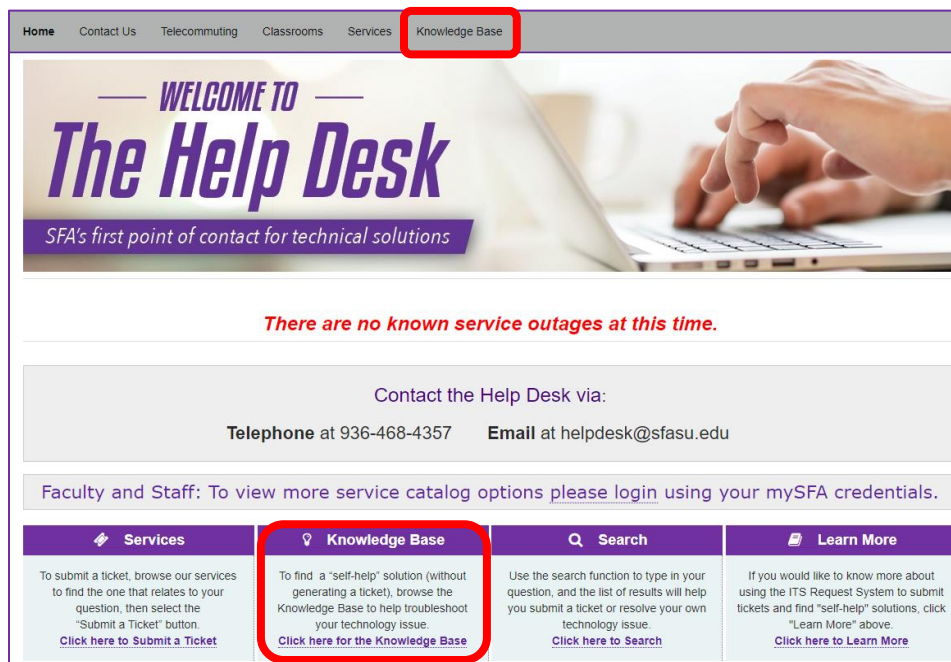 Home Contact Us Telecommuting Classrooms Services Knowledge Base
WELCOME TO
The Help Desk
SFA's first point of contact for technical solutions
There are no known service outages at this time.
Contact the Help Desk via:
Telephone at 936-468-4357 Email at helpdesk@sfasu.edu
Faculty and Staff: To view more service catalog options please login using your mySFA credentials.
Services
To submit a ticket, browse our services
to find the one that relates to your
question, then select the
“Submit a Ticket” button.
Click here to Submit a Ticket
Knowledge Base
To find a “self-help” solution (without
generating a ticket), browse the
Knowledge Base to help troubleshoot
your technology issue.
Click here for the Knowledge Base
Search
Use the search function to type in your
question, and the list of results will help
you submit a ticket or resolve your own
technology issue.
Click here to Search
Learn More
If you would like to know more about
using the ITS Request System to submit
tickets and find "self-help" solutions, click
"Learn More" above.
Click here to Learn More